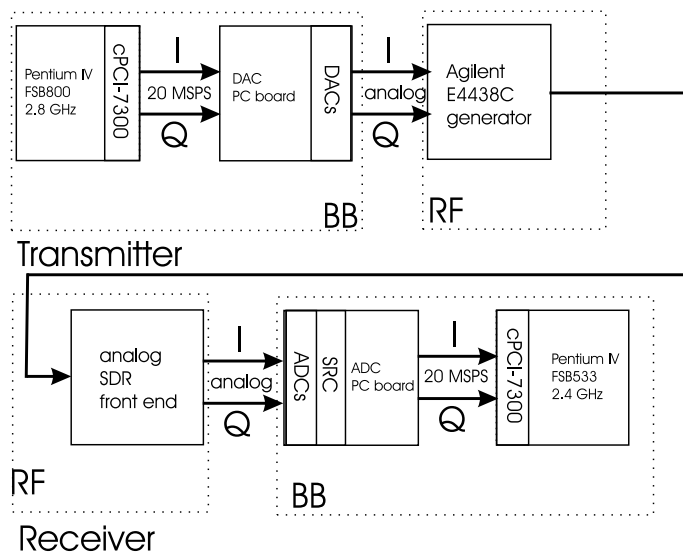 Pentium IV
FSB800
2.8 GHz
cPCI-7300
I
20 MSPS
Q
DAC
PC board
DACs
I
analog
Q
Agilent
E4438C
generator
BB
RF
Transmitter
analog
SDR
front end
I
analog
Q
ADCs
SRC
ADC
PC board
I
20 MSPS
Q
cPCI-7300
Pentium IV
FSB533
2.4 GHz
RF
BB
Receiver